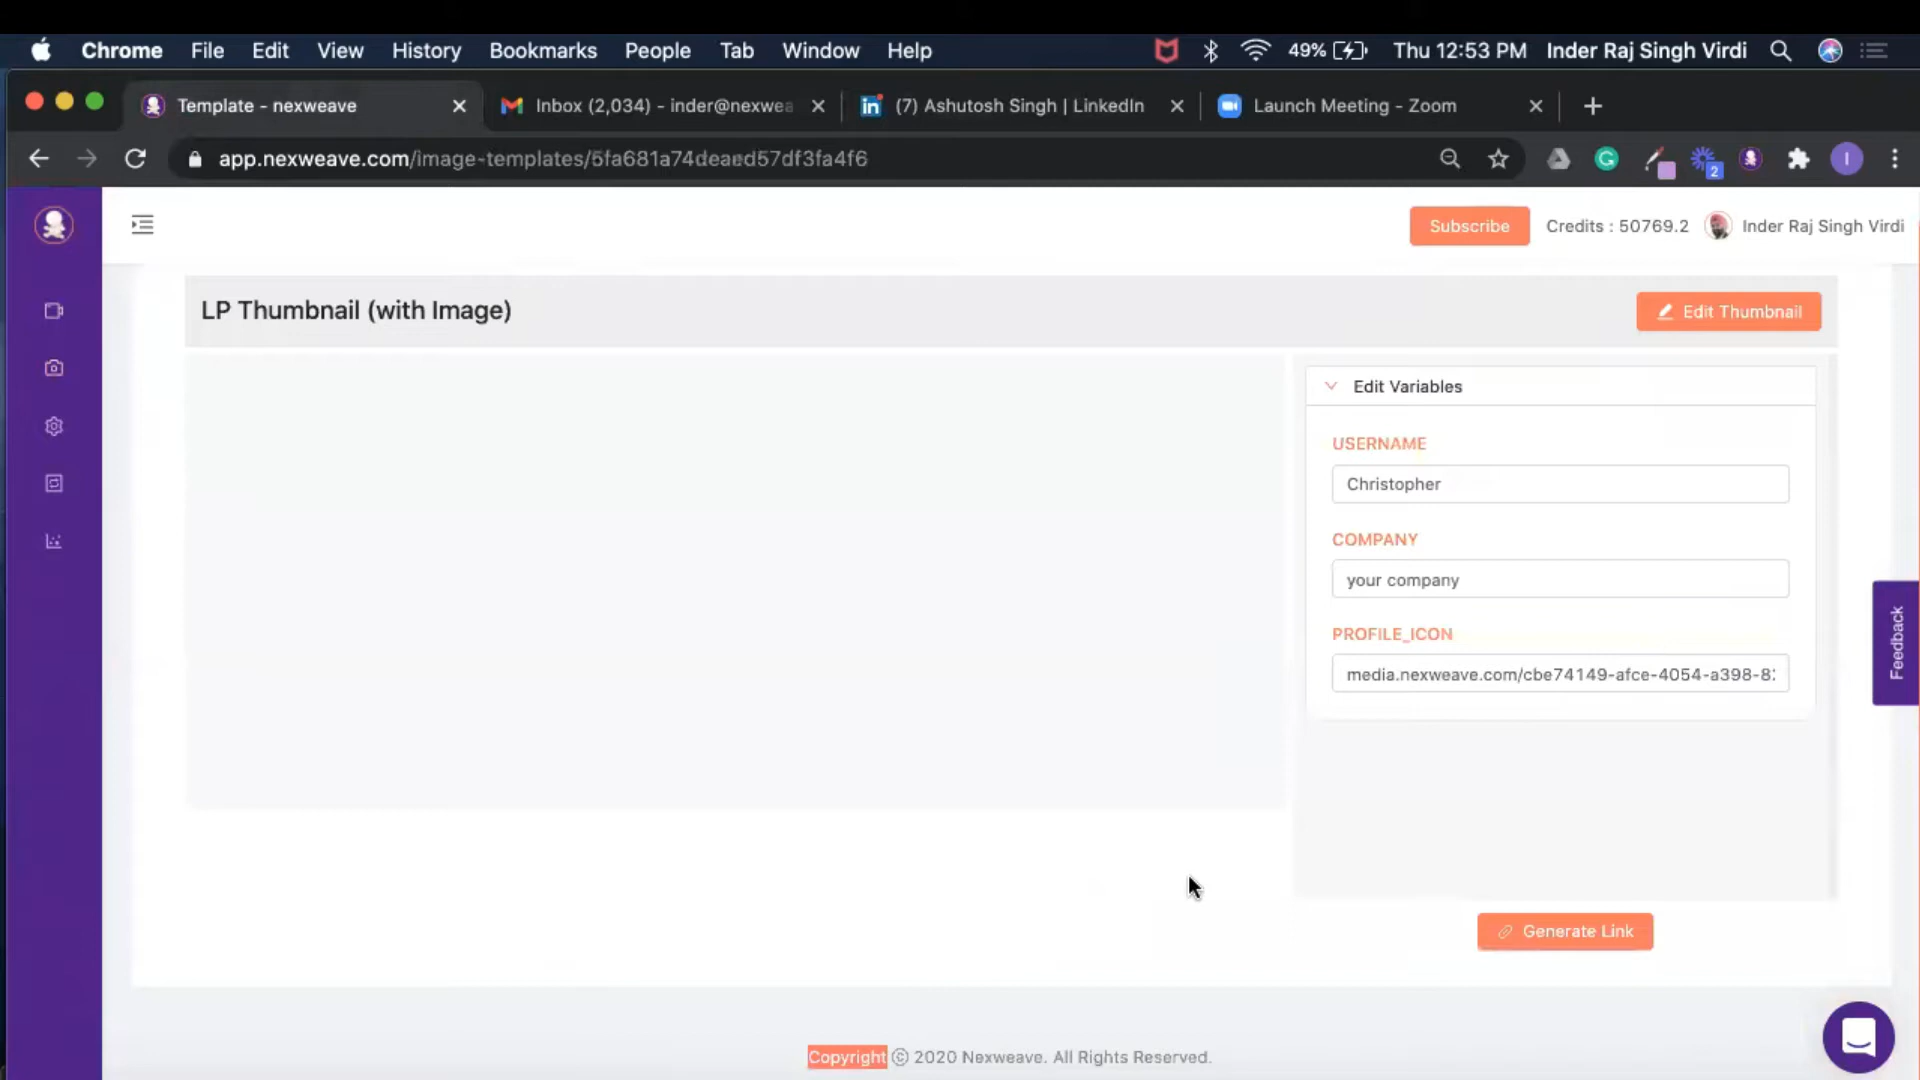 Chrome File Edit View History Bookmarks People Tab Window Help 49% Thu 12:53 PM Inder Raj Singh Virdi
Template - nexweave Inbox (2,034) - inder@nexwea (7) Ashutosh Singh | LinkedIn Launch Meeting - Zoom
app.nexweave.com/image-templates/5fa681a74deaed57df3fa4f6 2 I
Subscribe Credits : 50769.2 Inder Raj Singh Virdi
LP Thumbnail (with Image) Edit Thumbnail
Edit Variables
USERNAME
Christopher
COMPANY
your company
PROFILE_ICON
media.nexweave.com/cbe74149-afce-4054-a398-8
Feedback
Generate Link
Copyright © 2020 Nexweave. All Rights Reserved.